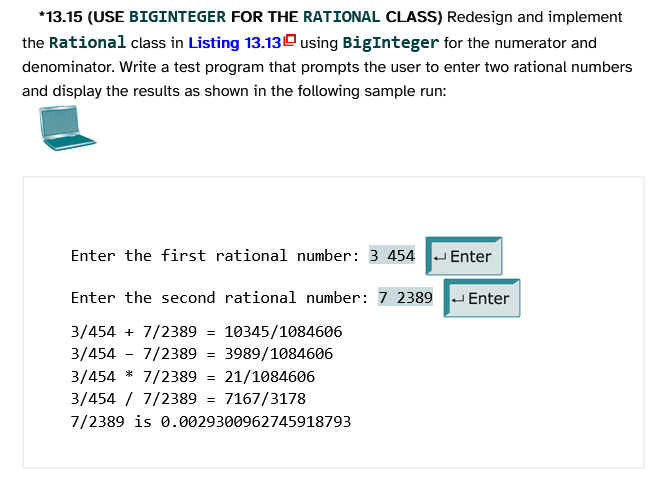 *13.15 (USE BIGINTEGER FOR THE RATIONAL CLASS) Redesign and implement
the Rational class in Listing 13.13 using BigInteger for the numerator and
denominator. Write a test program that prompts the user to enter two rational numbers
and display the results as shown in the following sample run:
Enter the first rational number: 3 454 ↵ Enter
Enter the second rational number: 7 2389 ↵ Enter
3/454 + 7/2389 = 10345/1084606
3/454 – 7/2389 = 3989/1084606
3/454 * 7/2389 = 21/1084606
3/454 / 7/2389 = 7167/3178
7/2389 is 0.0029300962745918793